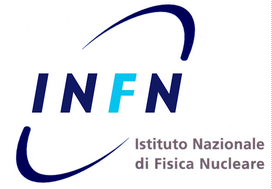 INFN
Istituto Nazionale
di Fisica Nucleare